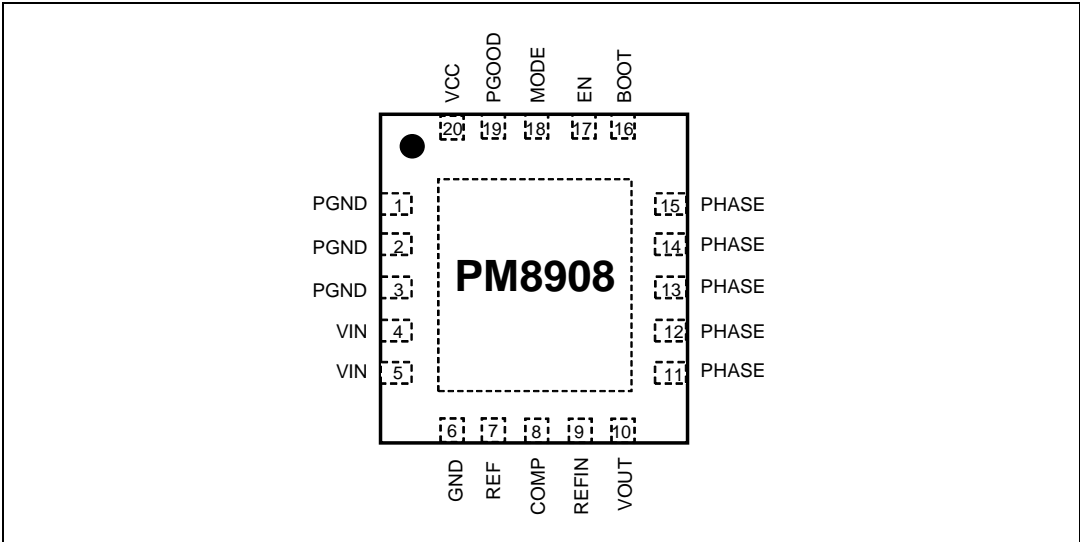 VCC
PGOOD
MODE
EN
BOOT
20 19 18 17 16
PGND 1
PGND 2
PGND 3
VIN 4
VIN 5
PM8908
15 PHASE
14 PHASE
13 PHASE
12 PHASE
11 PHASE
6 7 8 9 10
GND
REF
COMP
REFIN
VOUT